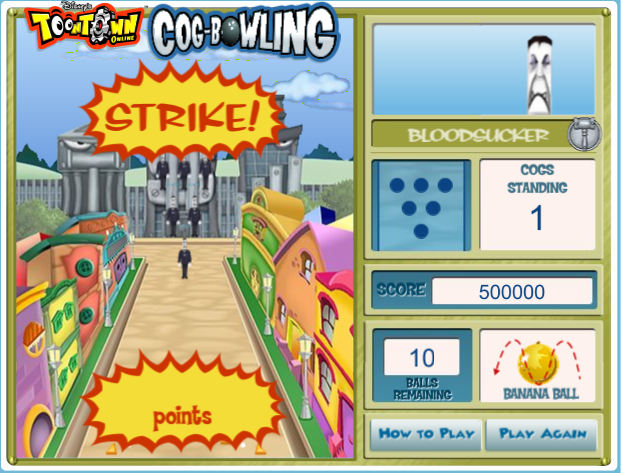 Disney's
TOONTOWN
ONLINE
COG-BOWLING
STRIKE!
BLOODSUCKER
COGS
STANDING
1
SCORE 500000
10
BALLS
REMAINING
BANANA BALL
points
HOW TO PLAY
PLAY AGAIN